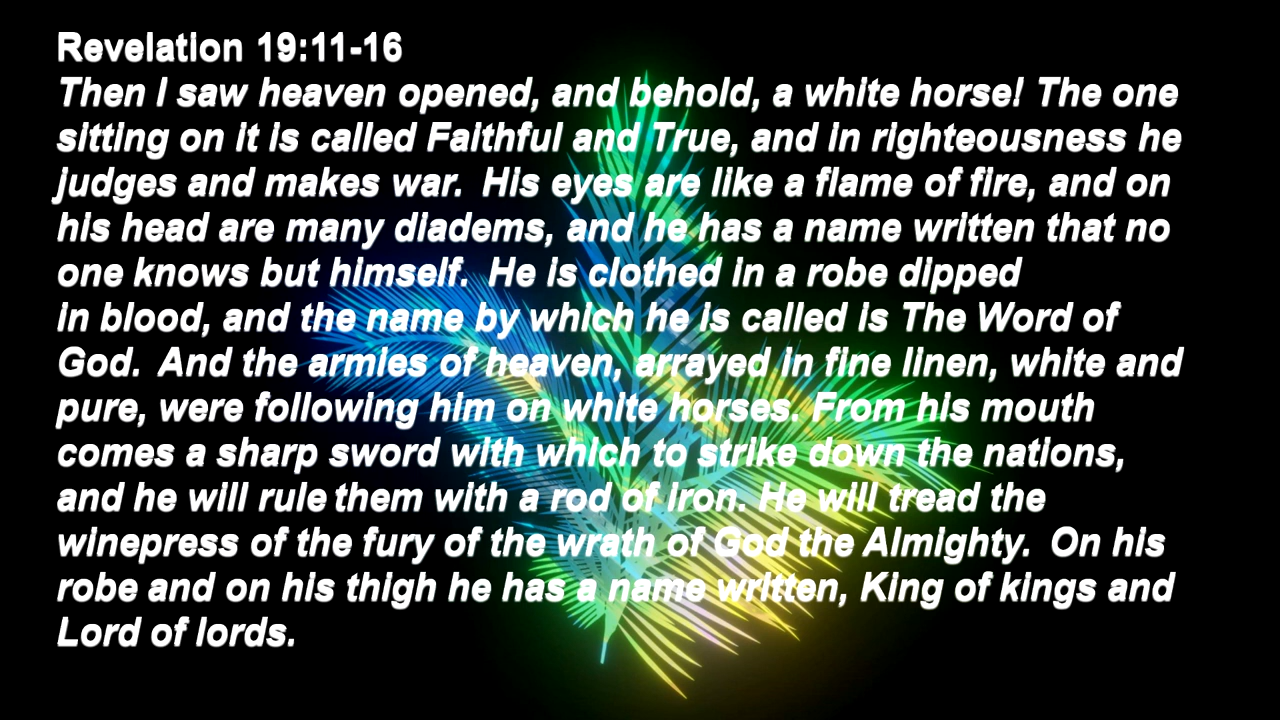 Revelation 19:11-16
Then I saw heaven opened, and behold, a white horse! The one
sitting on it is called Faithful and True, and in righteousness he
judges and makes war.  His eyes are like a flame of fire, and on
his head are many diadems, and he has a name written that no
one knows but himself.  He is clothed in a robe dipped
in blood, and the name by which he is called is The Word of
God.  And the armies of heaven, arrayed in fine linen, white and
pure, were following him on white horses. From his mouth
comes a sharp sword with which to strike down the nations,
and he will rule them with a rod of iron. He will tread the
winepress of the fury of the wrath of God the Almighty.  On his
robe and on his thigh he has a name written, King of kings and
Lord of lords.